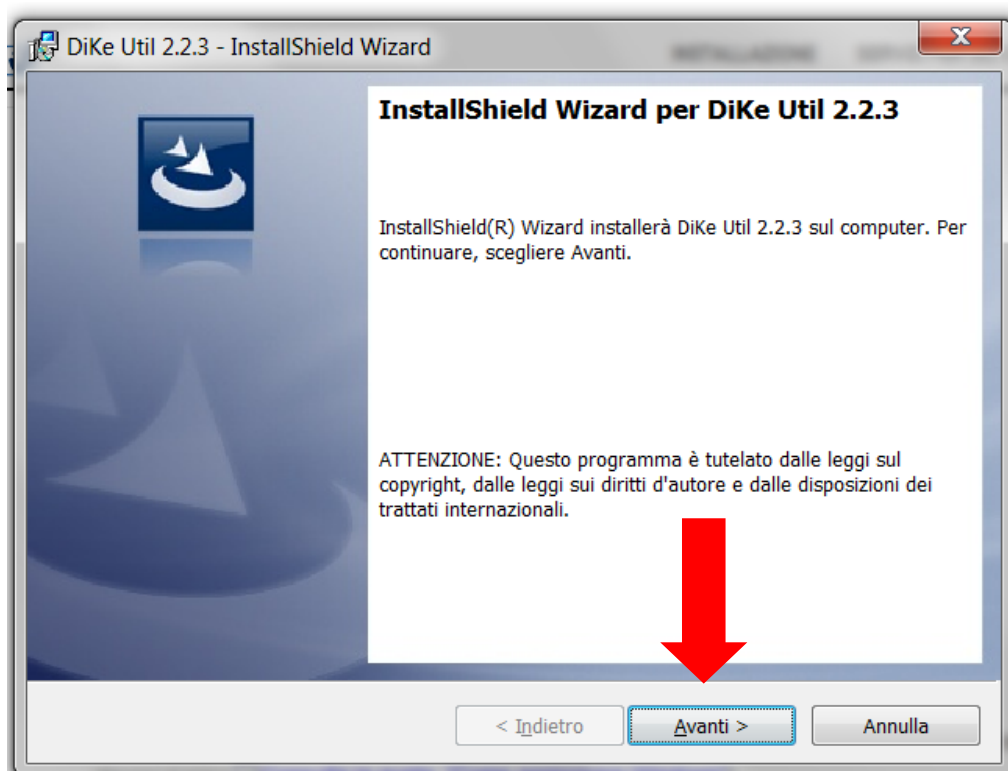 DiKe Util 2.2.3 - InstallShield Wizard
InstallShield Wizard per DiKe Util 2.2.3
InstallShield(R) Wizard installerà DiKe Util 2.2.3 sul computer. Per
continuare, scegliere Avanti.
ATTENZIONE: Questo programma è tutelato dalle leggi sul
copyright, dalle leggi sui diritti d'autore e dalle disposizioni dei
trattati internazionali.
< Indietro
Avanti >
Annulla